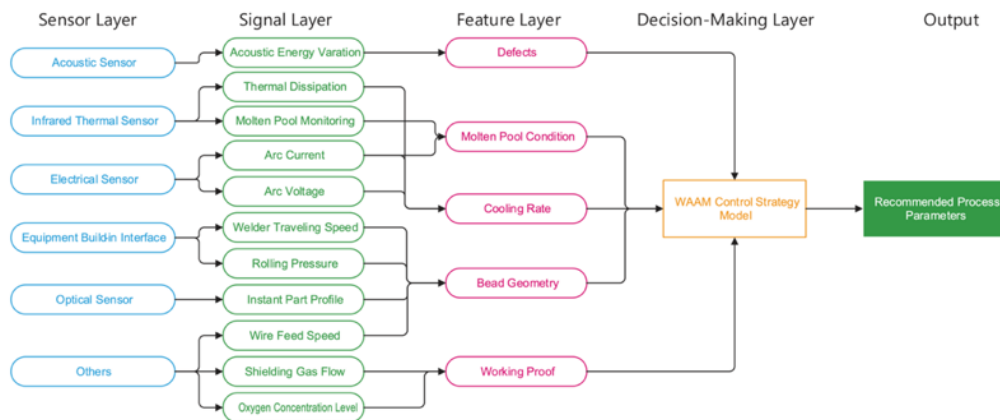 Sensor Layer
Signal Layer
Feature Layer
Decision-Making Layer
Output
Acoustic Sensor
Infrared Thermal Sensor
Electrical Sensor
Equipment Build-in Interface
Optical Sensor
Others
Acoustic Energy Varation
Thermal Dissipation
Molten Pool Monitoring
Arc Current
Arc Voltage
Welder Traveling Speed
Rolling Pressure
Instant Part Profile
Wire Feed Speed
Shielding Gas Flow
Oxygen Concentration Level
Defects
Molten Pool Condition
Cooling Rate
Bead Geometry
Working Proof
WAAM Control Strategy
Model
Recommended Process
Parameters